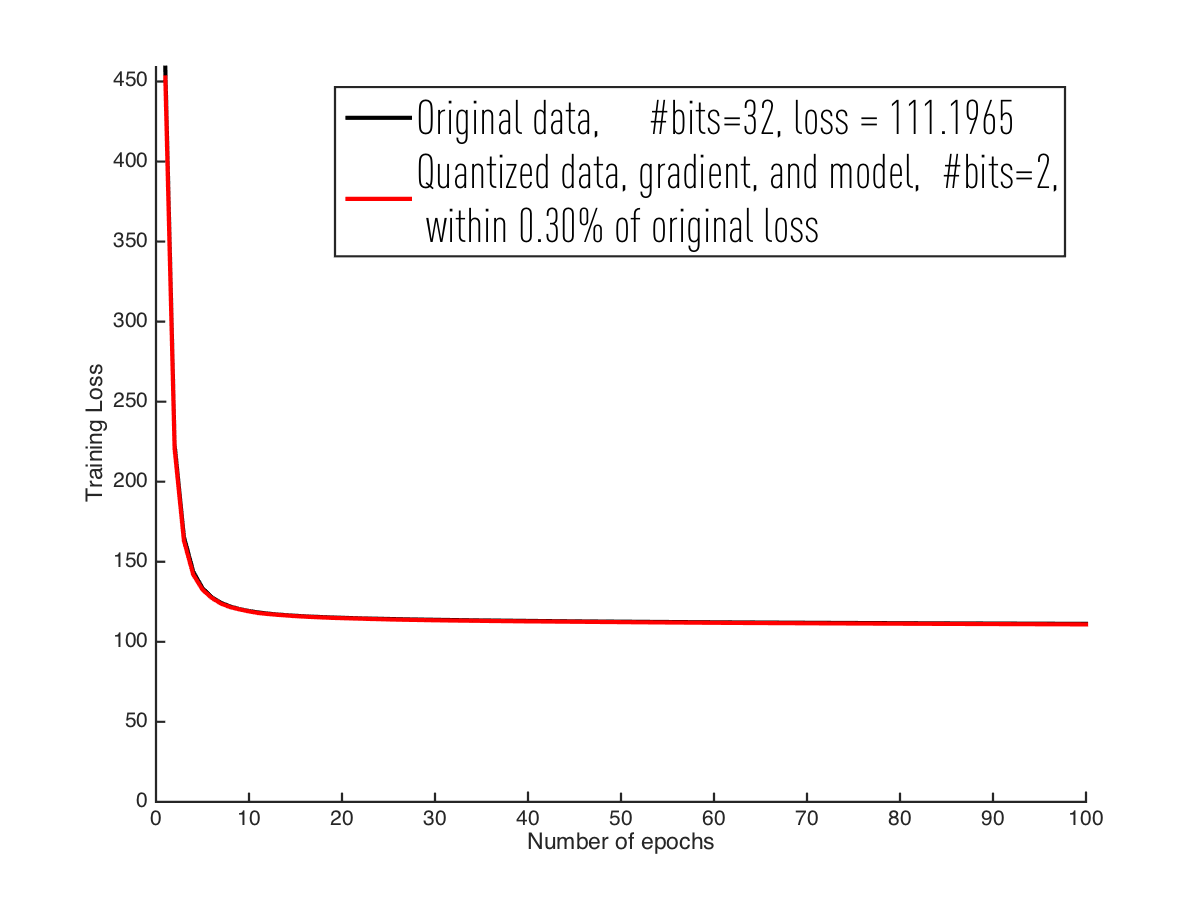 Original data, #bits=32, loss = 111.1965
Quantized data, gradient, and model, #bits=2,
within 0.30% of original loss
450
400
350
300
250
200
150
100
50
0
Training Loss
0 10 20 30 40 50 60 70 80 90 100
Number of epochs